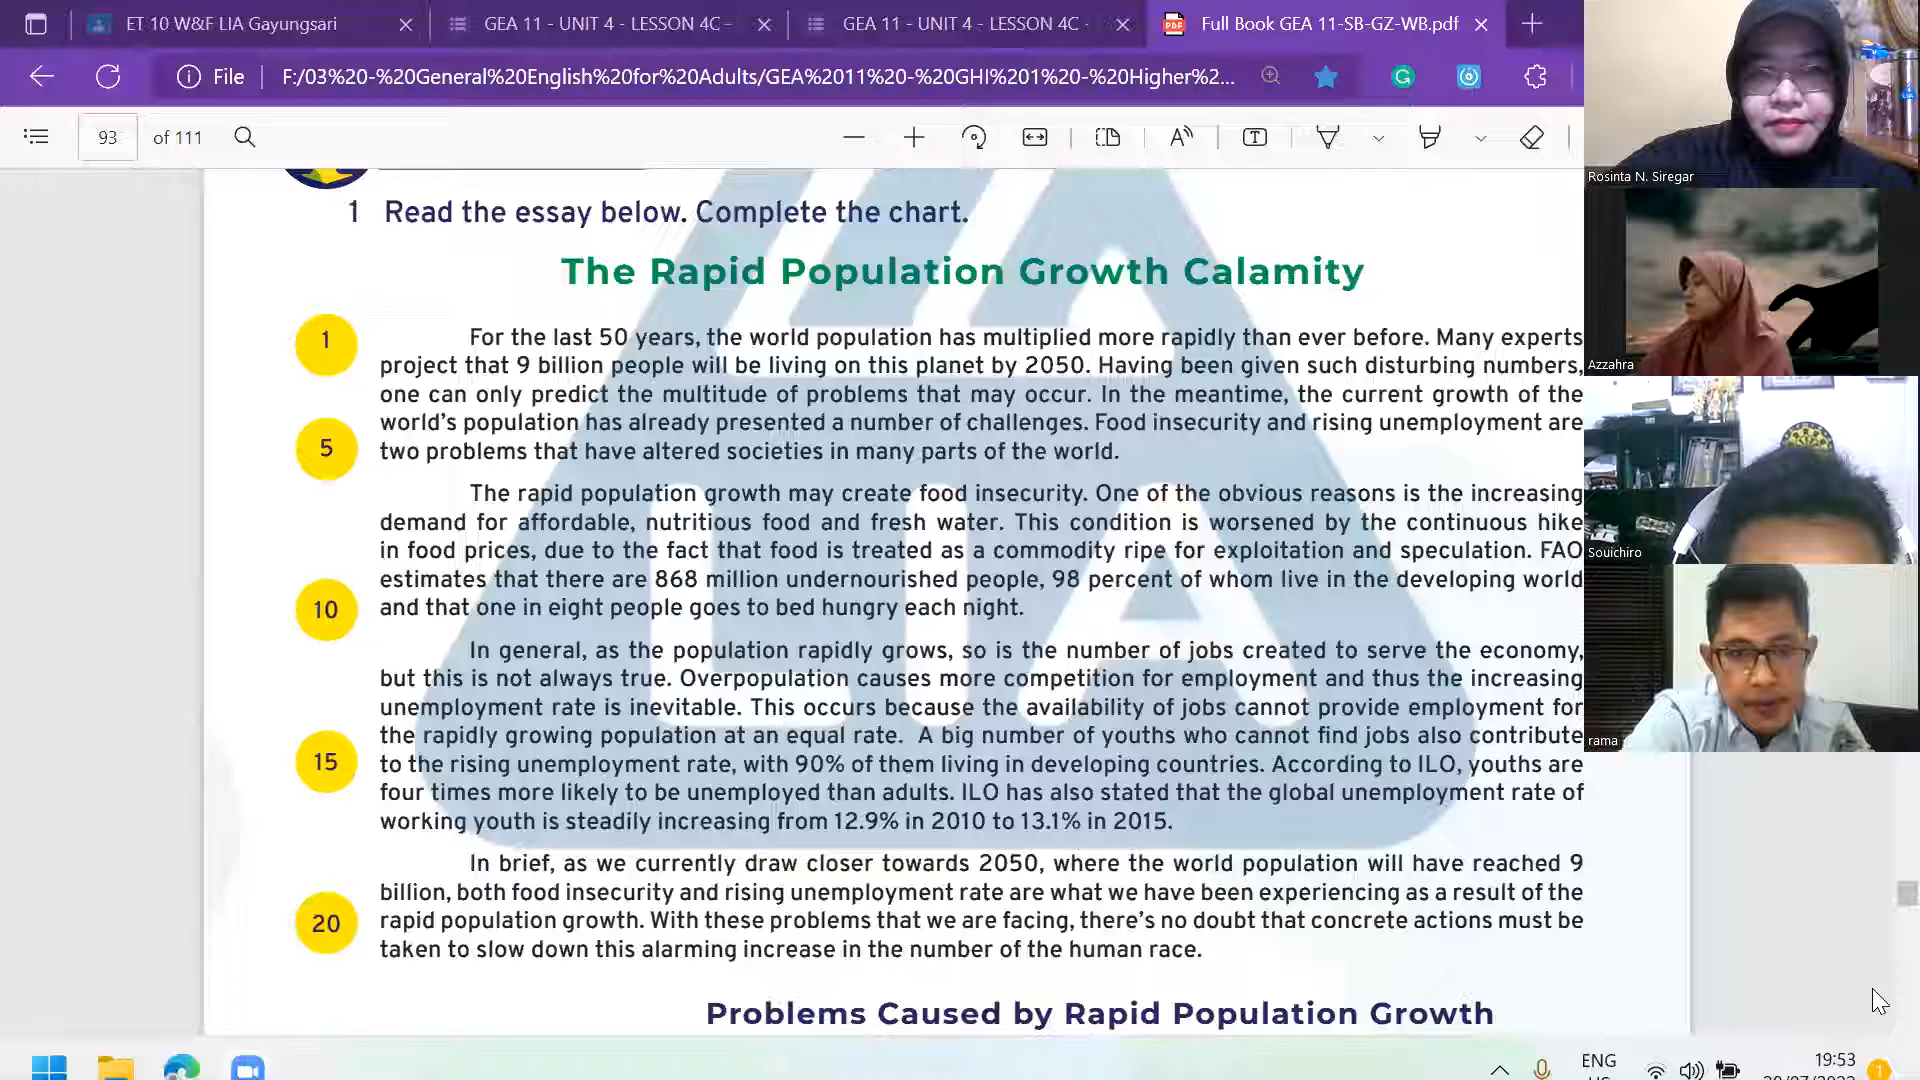 ET 10 W&F LIA Gayungsari
GEA 11 - UNIT 4 - LESSON 4C -
GEA 11 - UNIT 4 - LESSON 4C -
Full Book GEA 11-SB-GZ-WB.pdf
File
F:/03%20-%20General%20English%20for%20Adults/GEA%2011%20-%20GHI%201%20-%20Higher%2...
93
of 111
1 Read the essay below. Complete the chart.
The Rapid Population Growth Calamity
1
For the last 50 years, the world population has multiplied more rapidly than ever before. Many experts
project that 9 billion people will be living on this planet by 2050. Having been given such disturbing numbers,
one can only predict the multitude of problems that may occur. In the meantime, the current growth of the
world's population has already presented a number of challenges. Food insecurity and rising unemployment are
5
two problems that have altered societies in many parts of the world.
The rapid population growth may create food insecurity. One of the obvious reasons is the increasing
demand for affordable, nutritious food and fresh water. This condition is worsened by the continuous hike
in food prices, due to the fact that food is treated as a commodity ripe for exploitation and speculation. FAO
estimates that there are 868 million undernourished people, 98 percent of whom live in the developing world
10
and that one in eight people goes to bed hungry each night.
In general, as the population rapidly grows, so is the number of jobs created to serve the economy,
but this is not always true. Overpopulation causes more competition for employment and thus the increasing
unemployment rate is inevitable. This occurs because the availability of jobs cannot provide employment for
the rapidly growing population at an equal rate. A big number of youths who cannot find jobs also contribute
15
to the rising unemployment rate, with 90% of them living in developing countries. According to ILO, youths are
four times more likely to be unemployed than adults. ILO has also stated that the global unemployment rate of
working youth is steadily increasing from 12.9% in 2010 to 13.1% in 2015.
In brief, as we currently draw closer towards 2050, where the world population will have reached 9
billion, both food insecurity and rising unemployment rate are what we have been experiencing as a result of the
20
rapid population growth. With these problems that we are facing, there's no doubt that concrete actions must be
taken to slow down this alarming increase in the number of the human race.
Problems Caused by Rapid Population Growth
LIA
Rosinta N. Siregar
Azzahra
Souichiro
rama
ENG
19:53